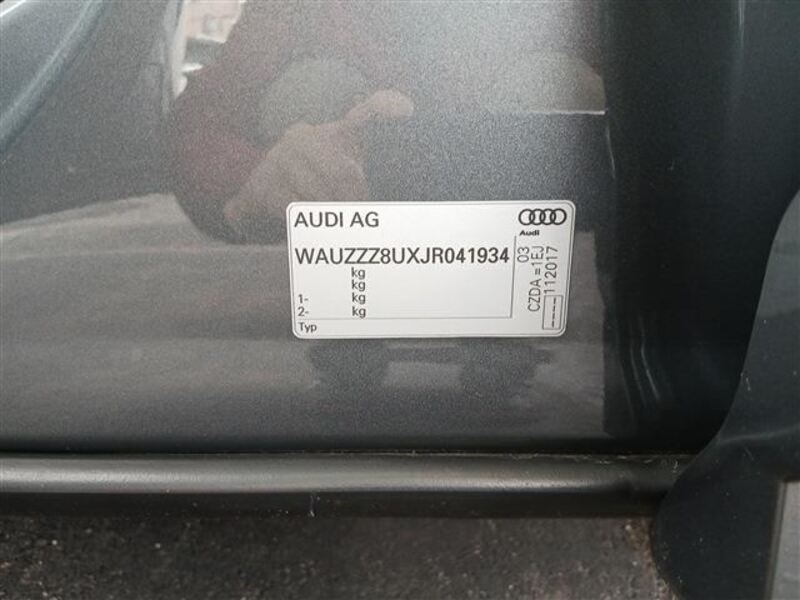 AUDI AG
Audi
WAUZZZ8UXJR041934
kg
kg
1- kg
2- kg
Typ
03
CZDA =1EJ
----112017